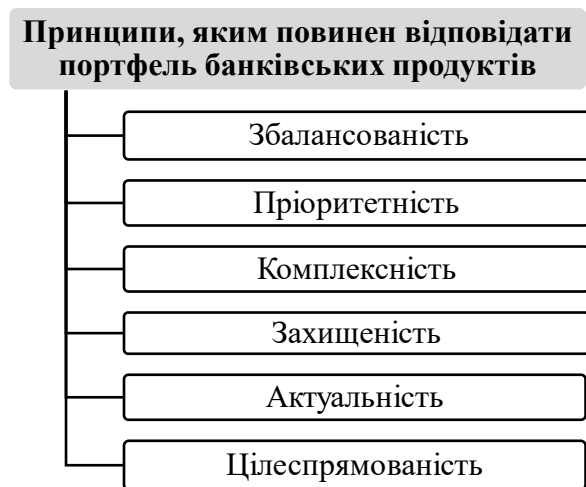 Принципи, яким повинен відповідати
портфель банківських продуктів
Збалансованість
Пріоритетність
Комплексність
Захищеність
Актуальність
Цілеспрямованість